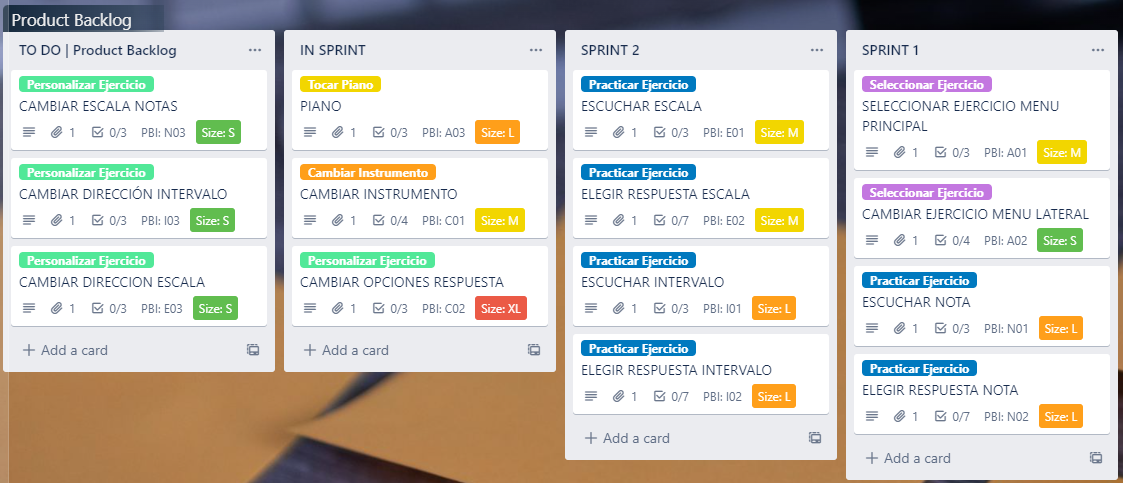 Product Backlog
TO DO | Product Backlog
Personalizar Ejercicio
CAMBIAR ESCALA NOTAS
1 0/3 PBI: N03 Size: S
Personalizar Ejercicio
CAMBIAR DIRECCIÓN INTERVALO
1 0/3 PBI: I03 Size: S
Personalizar Ejercicio
CAMBIAR DIRECCION ESCALA
1 0/3 PBI: E03 Size: S
+ Add a card
IN SPRINT
Tocar Piano
PIANO
1 0/3 PBI: A03 Size: L
Cambiar Instrumento
CAMBIAR INSTRUMENTO
1 0/4 PBI: C01 Size: M
Personalizar Ejercicio
CAMBIAR OPCIONES RESPUESTA
1 0/3 PBI: C02 Size: XL
+ Add a card
SPRINT 2
Practicar Ejercicio
ESCUCHAR ESCALA
1 0/3 PBI: E01 Size: M
Practicar Ejercicio
ELEGIR RESPUESTA ESCALA
1 0/7 PBI: E02 Size: M
Practicar Ejercicio
ESCUCHAR INTERVALO
1 0/3 PBI: I01 Size: L
Practicar Ejercicio
ELEGIR RESPUESTA INTERVALO
1 0/7 PBI: I02 Size: L
+ Add a card
SPRINT 1
Seleccionar Ejercicio
SELECCIONAR EJERCICIO MENU
PRINCIPAL
1 0/3 PBI: A01 Size: M
Seleccionar Ejercicio
CAMBIAR EJERCICIO MENU LATERAL
1 0/4 PBI: A02 Size: S
Practicar Ejercicio
ESCUCHAR NOTA
1 0/3 PBI: N01 Size: L
Practicar Ejercicio
ELEGIR RESPUESTA NOTA
1 0/7 PBI: N02 Size: L
+ Add a card